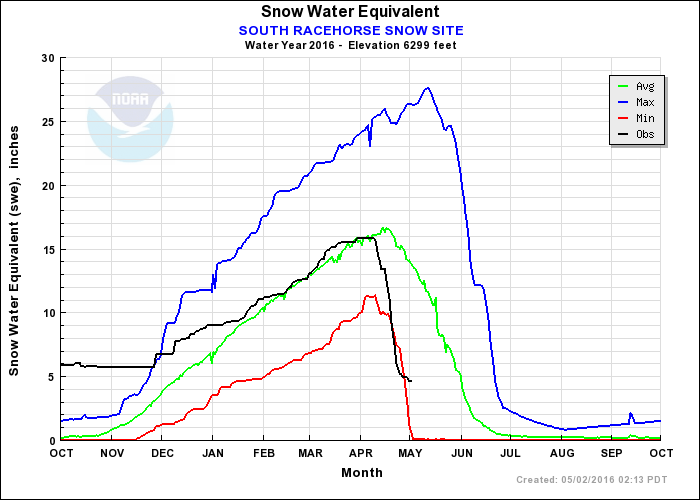 Snow Water Equivalent
SOUTH RACEHORSE SNOW SITE
Water Year 2016 - Elevation 6299 feet
30
25
20
15
10
5
0
Snow Water Equivalent (swe), inches
NOAA
Avg
Max
Min
Obs
OCT NOV DEC JAN FEB MAR APR MAY JUN JUL AUG SEP OCT
Month
Created: 05/02/2016 02:13 PDT